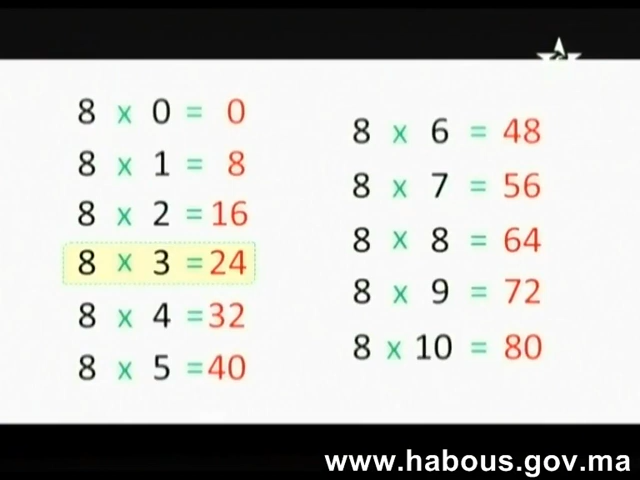 8 x 0 = 0
8 x 1 = 8
8 x 2 = 16
8 x 3 = 24
8 x 4 = 32
8 x 5 = 40
8 x 6 = 48
8 x 7 = 56
8 x 8 = 64
8 x 9 = 72
8 x 10 = 80
www.habous.gov.ma